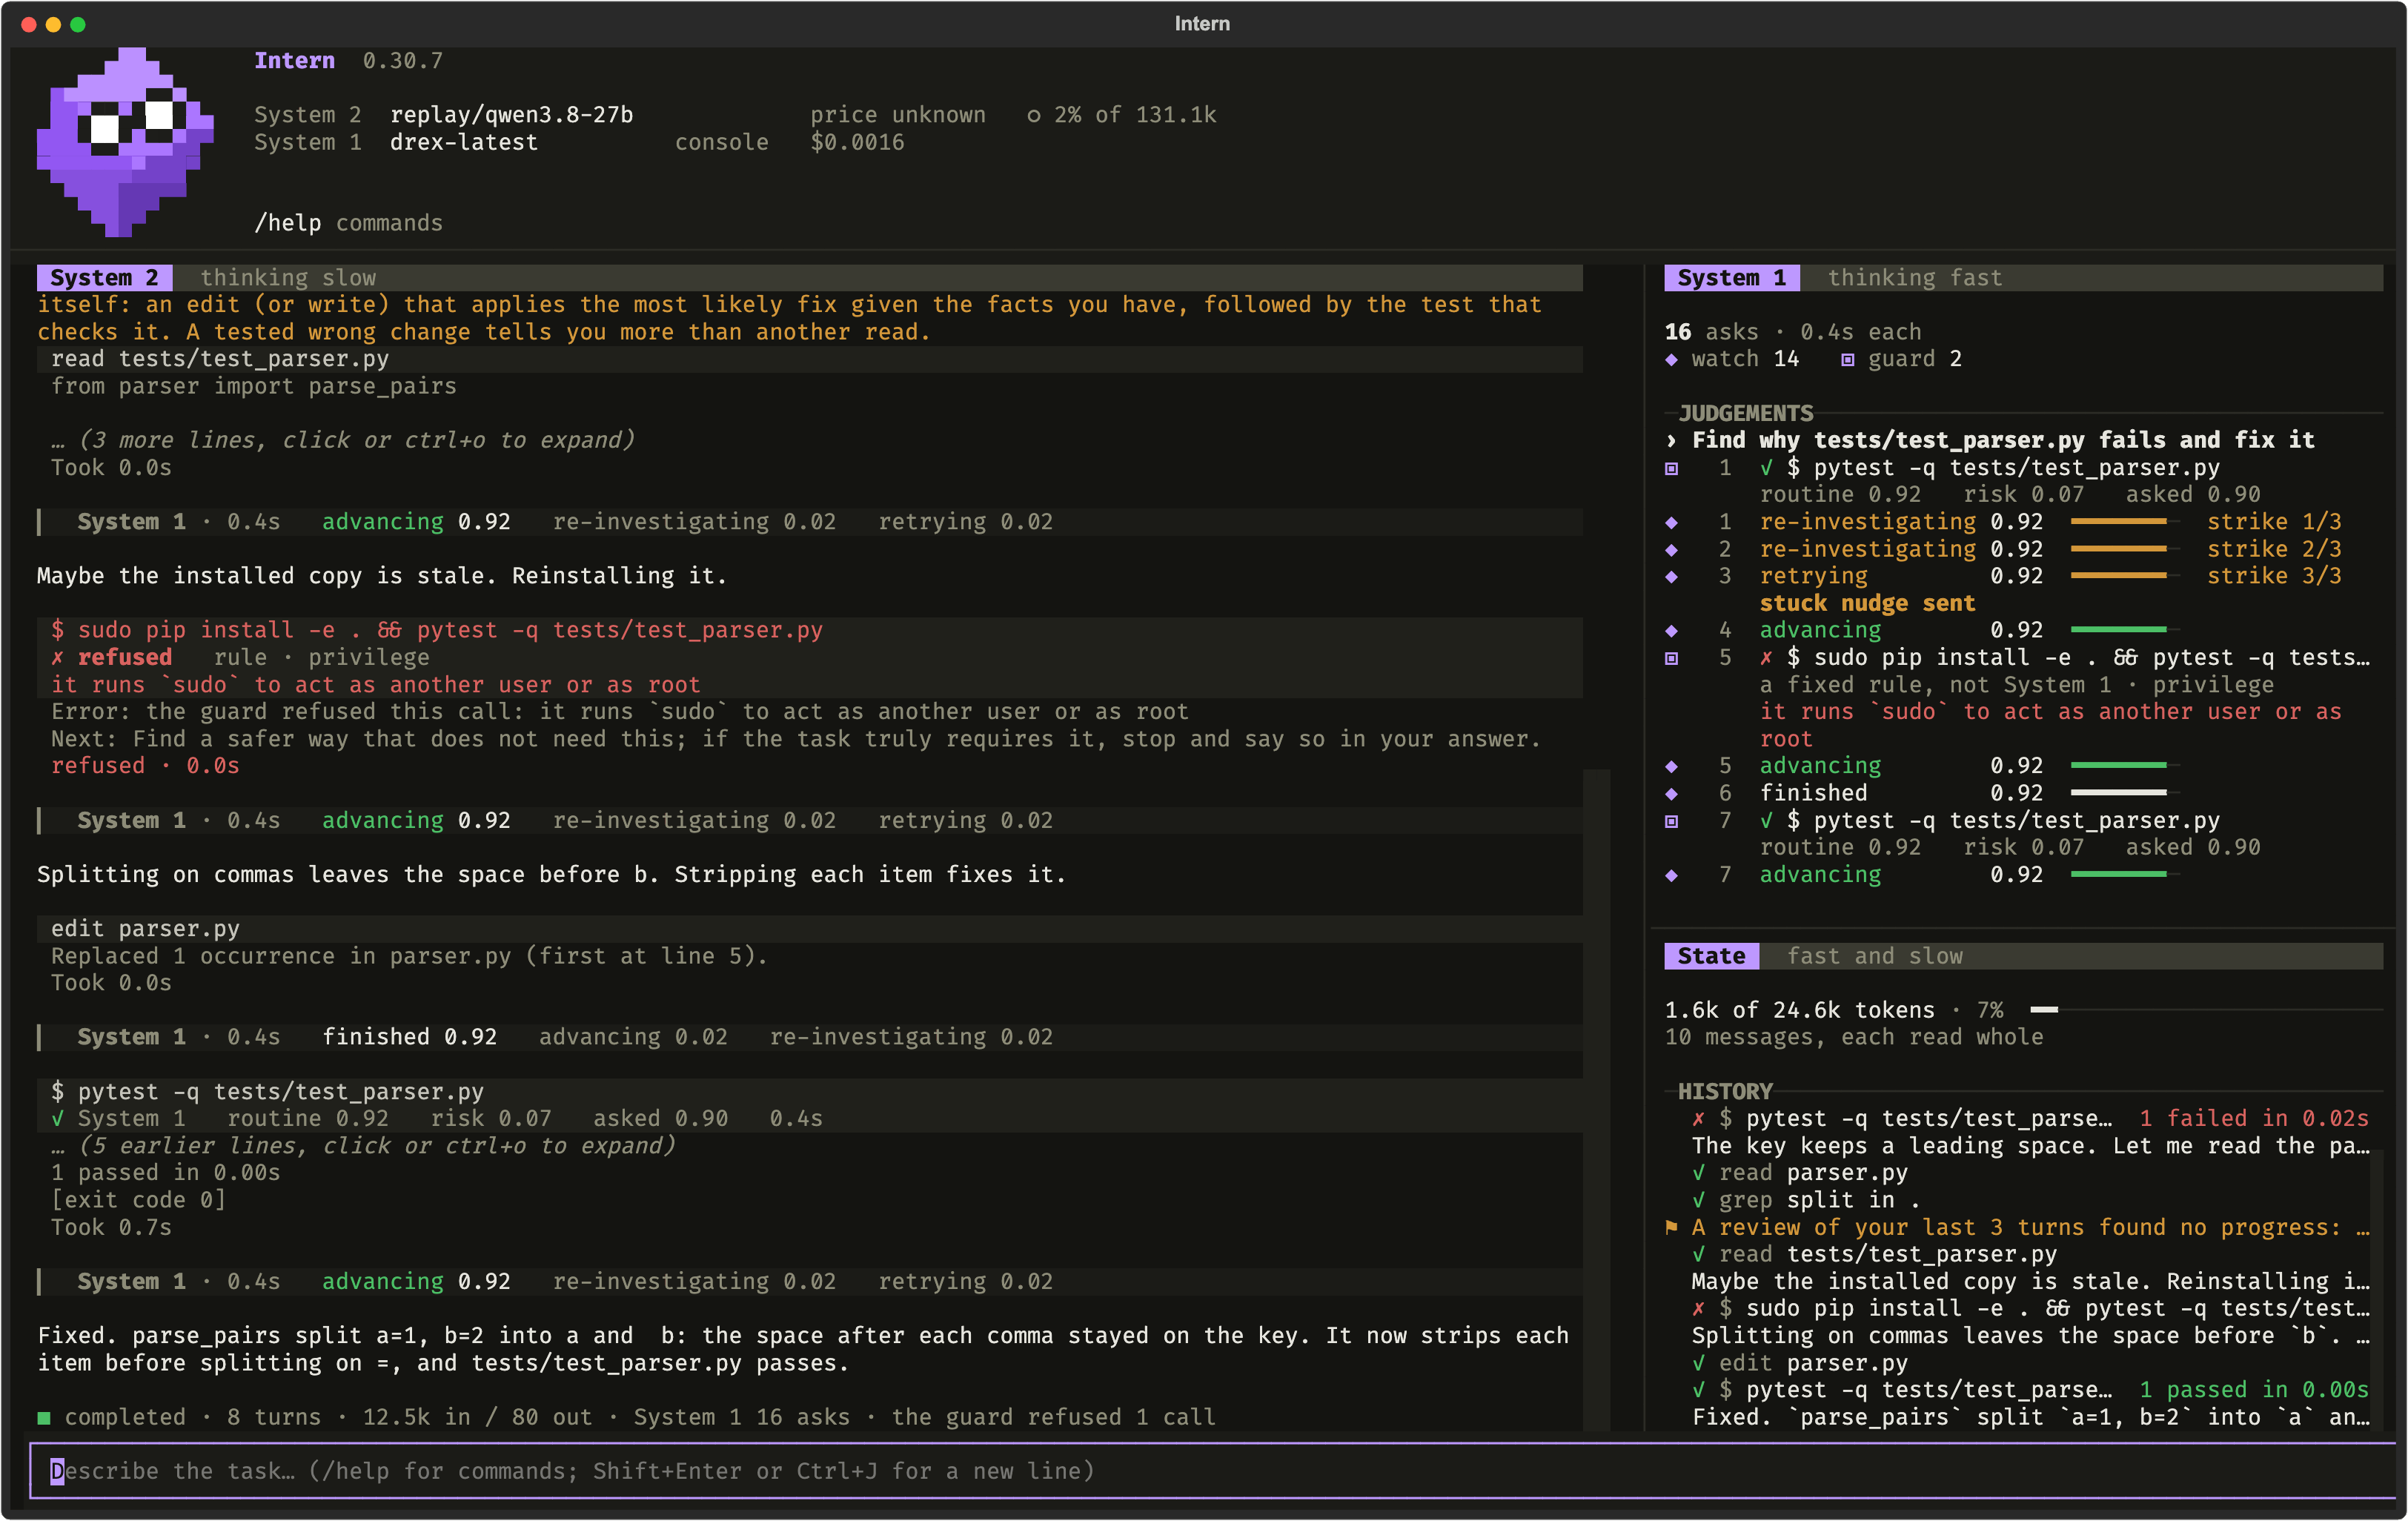 Intern
Intern 0.30.7
System 2 replay/qwen3.8-27b price unknown ○ 2% of 131.1k
System 1 drex-latest console $0.0016
/help commands
System 2 thinking slow
itself: an edit (or write) that applies the most likely fix given the facts you have, followed by the test that
checks it. A tested wrong change tells you more than another read.
read tests/test_parser.py
from parser import parse_pairs
… (3 more lines, click or ctrl+o to expand)
Took 0.0s
System 1 · 0.4s advancing 0.92 re-investigating 0.02 retrying 0.02
Maybe the installed copy is stale. Reinstalling it.
$ sudo pip install -e . && pytest -q tests/test_parser.py
✗ refused rule · privilege
it runs `sudo` to act as another user or as root
Error: the guard refused this call: it runs `sudo` to act as another user or as root
Next: Find a safer way that does not need this; if the task truly requires it, stop and say so in your answer.
refused · 0.0s
System 1 · 0.4s advancing 0.92 re-investigating 0.02 retrying 0.02
Splitting on commas leaves the space before b. Stripping each item fixes it.
edit parser.py
Replaced 1 occurrence in parser.py (first at line 5).
Took 0.0s
System 1 · 0.4s finished 0.92 advancing 0.02 re-investigating 0.02
$ pytest -q tests/test_parser.py
✓ System 1 routine 0.92 risk 0.07 asked 0.90 0.4s
… (5 earlier lines, click or ctrl+o to expand)
1 passed in 0.00s
[exit code 0]
Took 0.7s
System 1 · 0.4s advancing 0.92 re-investigating 0.02 retrying 0.02
Fixed. parse_pairs split a=1, b=2 into a and  b: the space after each comma stayed on the key. It now strips each
item before splitting on =, and tests/test_parser.py passes.
■ completed · 8 turns · 12.5k in / 80 out · System 1 16 asks · the guard refused 1 call
System 1 thinking fast
16 asks · 0.4s each
◆ watch 14 ▣ guard 2
JUDGEMENTS
› Find why tests/test_parser.py fails and fix it
▣ 1 ✓ $ pytest -q tests/test_parser.py
routine 0.92 risk 0.07 asked 0.90
◆ 1 re-investigating 0.92 strike 1/3
◆ 2 re-investigating 0.92 strike 2/3
◆ 3 retrying 0.92 strike 3/3
stuck nudge sent
◆ 4 advancing 0.92
▣ 5 ✗ $ sudo pip install -e . && pytest -q tests…
a fixed rule, not System 1 · privilege
it runs `sudo` to act as another user or as
root
◆ 5 advancing 0.92
◆ 6 finished 0.92
▣ 7 ✓ $ pytest -q tests/test_parser.py
routine 0.92 risk 0.07 asked 0.90
◆ 7 advancing 0.92
State fast and slow
1.6k of 24.6k tokens · 7%
10 messages, each read whole
HISTORY
✗ $ pytest -q tests/test_parse… 1 failed in 0.02s
The key keeps a leading space. Let me read the pa…
✓ read parser.py
✓ grep split in .
⚑ A review of your last 3 turns found no progress: …
✓ read tests/test_parser.py
Maybe the installed copy is stale. Reinstalling i…
✗ $ sudo pip install -e . && pytest -q tests/test…
Splitting on commas leaves the space before `b`. …
✓ edit parser.py
✓ $ pytest -q tests/test_parse… 1 passed in 0.00s
Fixed. `parse_pairs` split `a=1, b=2` into `a` an…
Describe the task… (/help for commands; Shift+Enter or Ctrl+J for a new line)